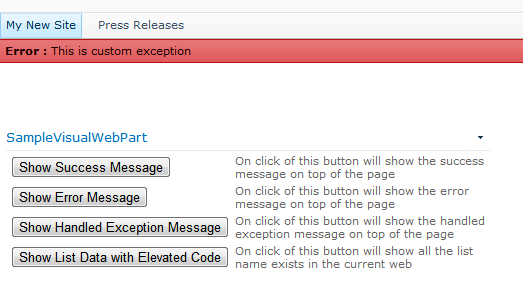 My New Site Press Releases
Error : This is custom exception
SampleVisualWebPart
Show Success Message On click of this button will show the success
message on top of the page
Show Error Message On click of this button will show the error
message on top of the page
Show Handled Exception Message On click of this button will show the handled
exception message on top of the page
Show List Data with Elevated Code On click of this button will show all the list
name exists in the current web